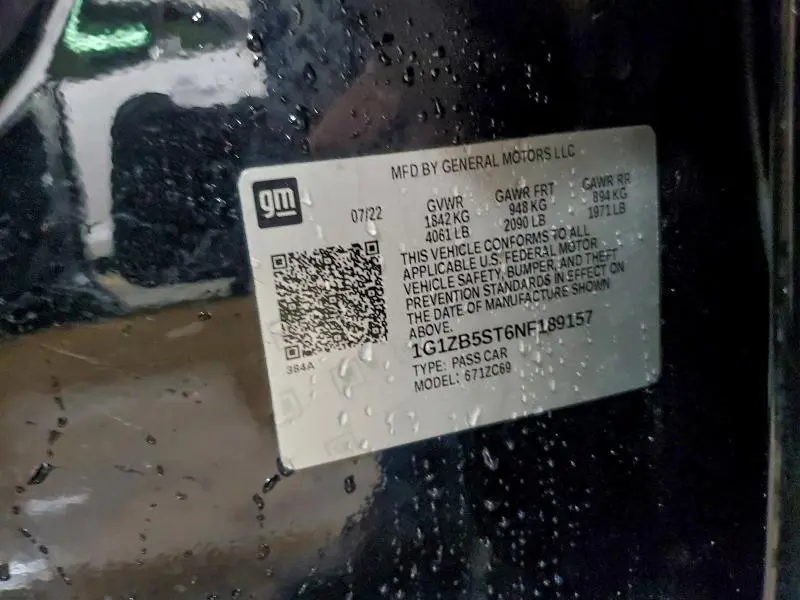 MFD BY GENERAL MOTORS LLC
gm
07/22
GVWR GAWR FRT GAWR RR
1842 KG 948 KG 894 KG
4061 LB 2090 LB 1971 LB
THIS VEHICLE CONFORMS TO ALL
APPLICABLE U.S. FEDERAL MOTOR
VEHICLE SAFETY, BUMPER, AND THEFT
PREVENTION STANDARDS IN EFFECT ON
THE DATE OF MANUFACTURE SHOWN
ABOVE.
1G1ZB5ST6NF189157
384A
TYPE: PASS CAR
MODEL: 671ZC69